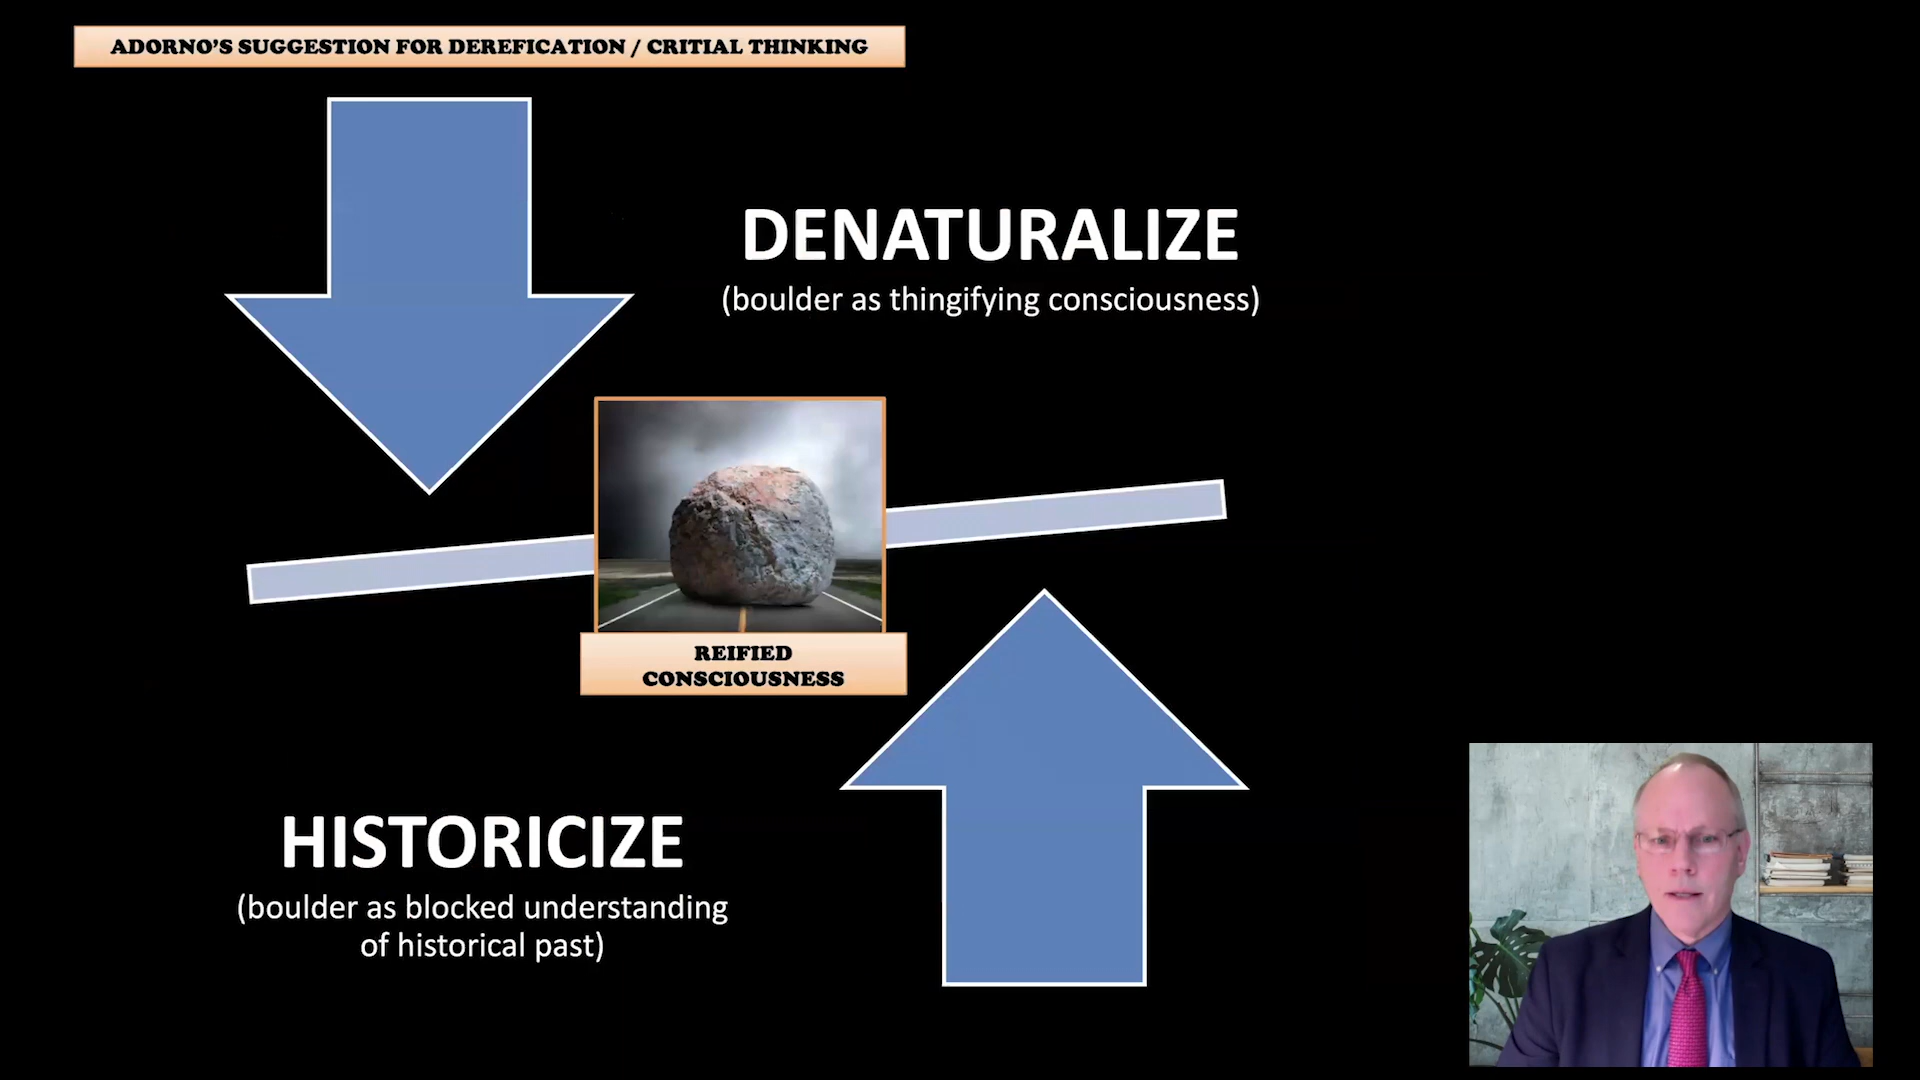 ADORNO'S SUGGESTION FOR DEREFICATION / CRITIAL THINKING
DENATURALIZE
(boulder as thingifying consciousness)
REIFIED
CONSCIOUSNESS
HISTORICIZE
(boulder as blocked understanding
of historical past)